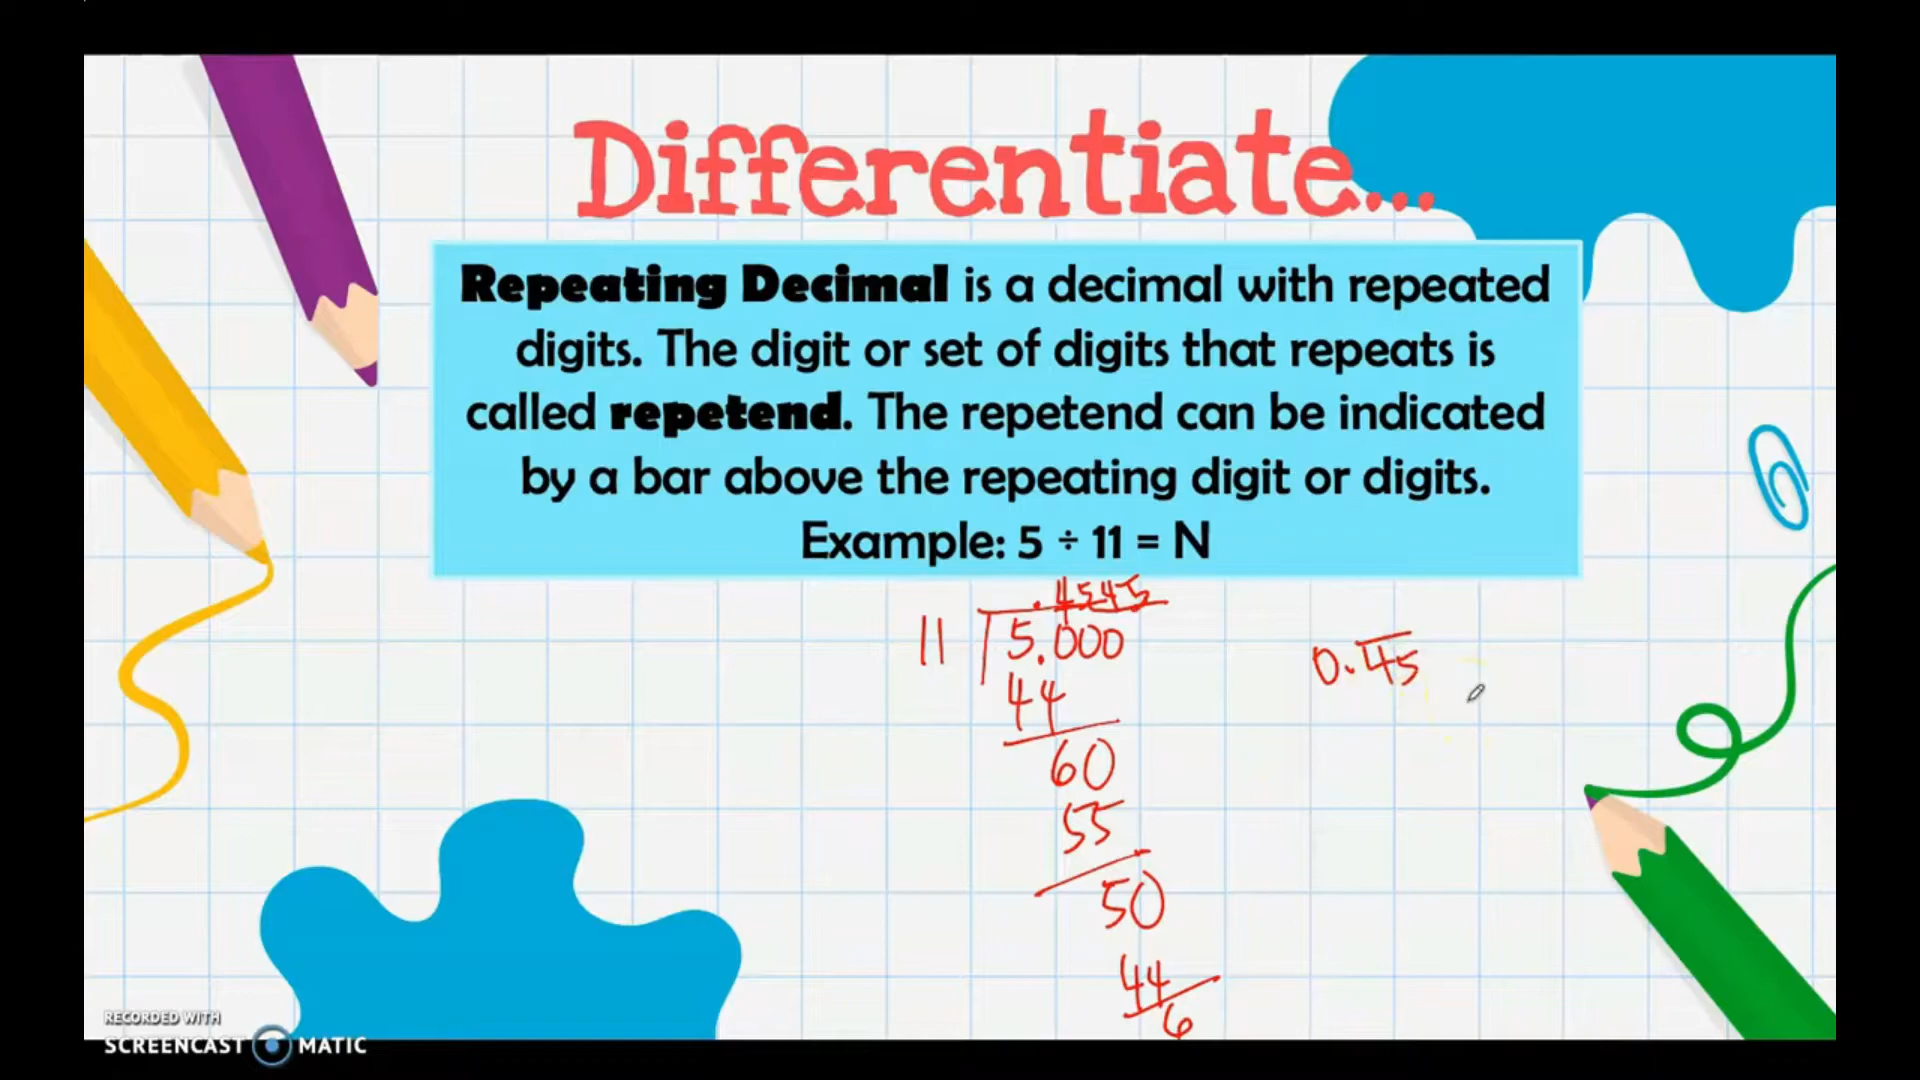 Differentiate...
Repeating Decimal is a decimal with repeated
digits. The digit or set of digits that repeats is
called repetend. The repetend can be indicated
by a bar above the repeating digit or digits.
Example: 5 ÷ 11 = N
.4545
11 5.000
0.4̅5̅
44
60
55
50
44
6
RECORDED WITH
SCREENCAST MATIC